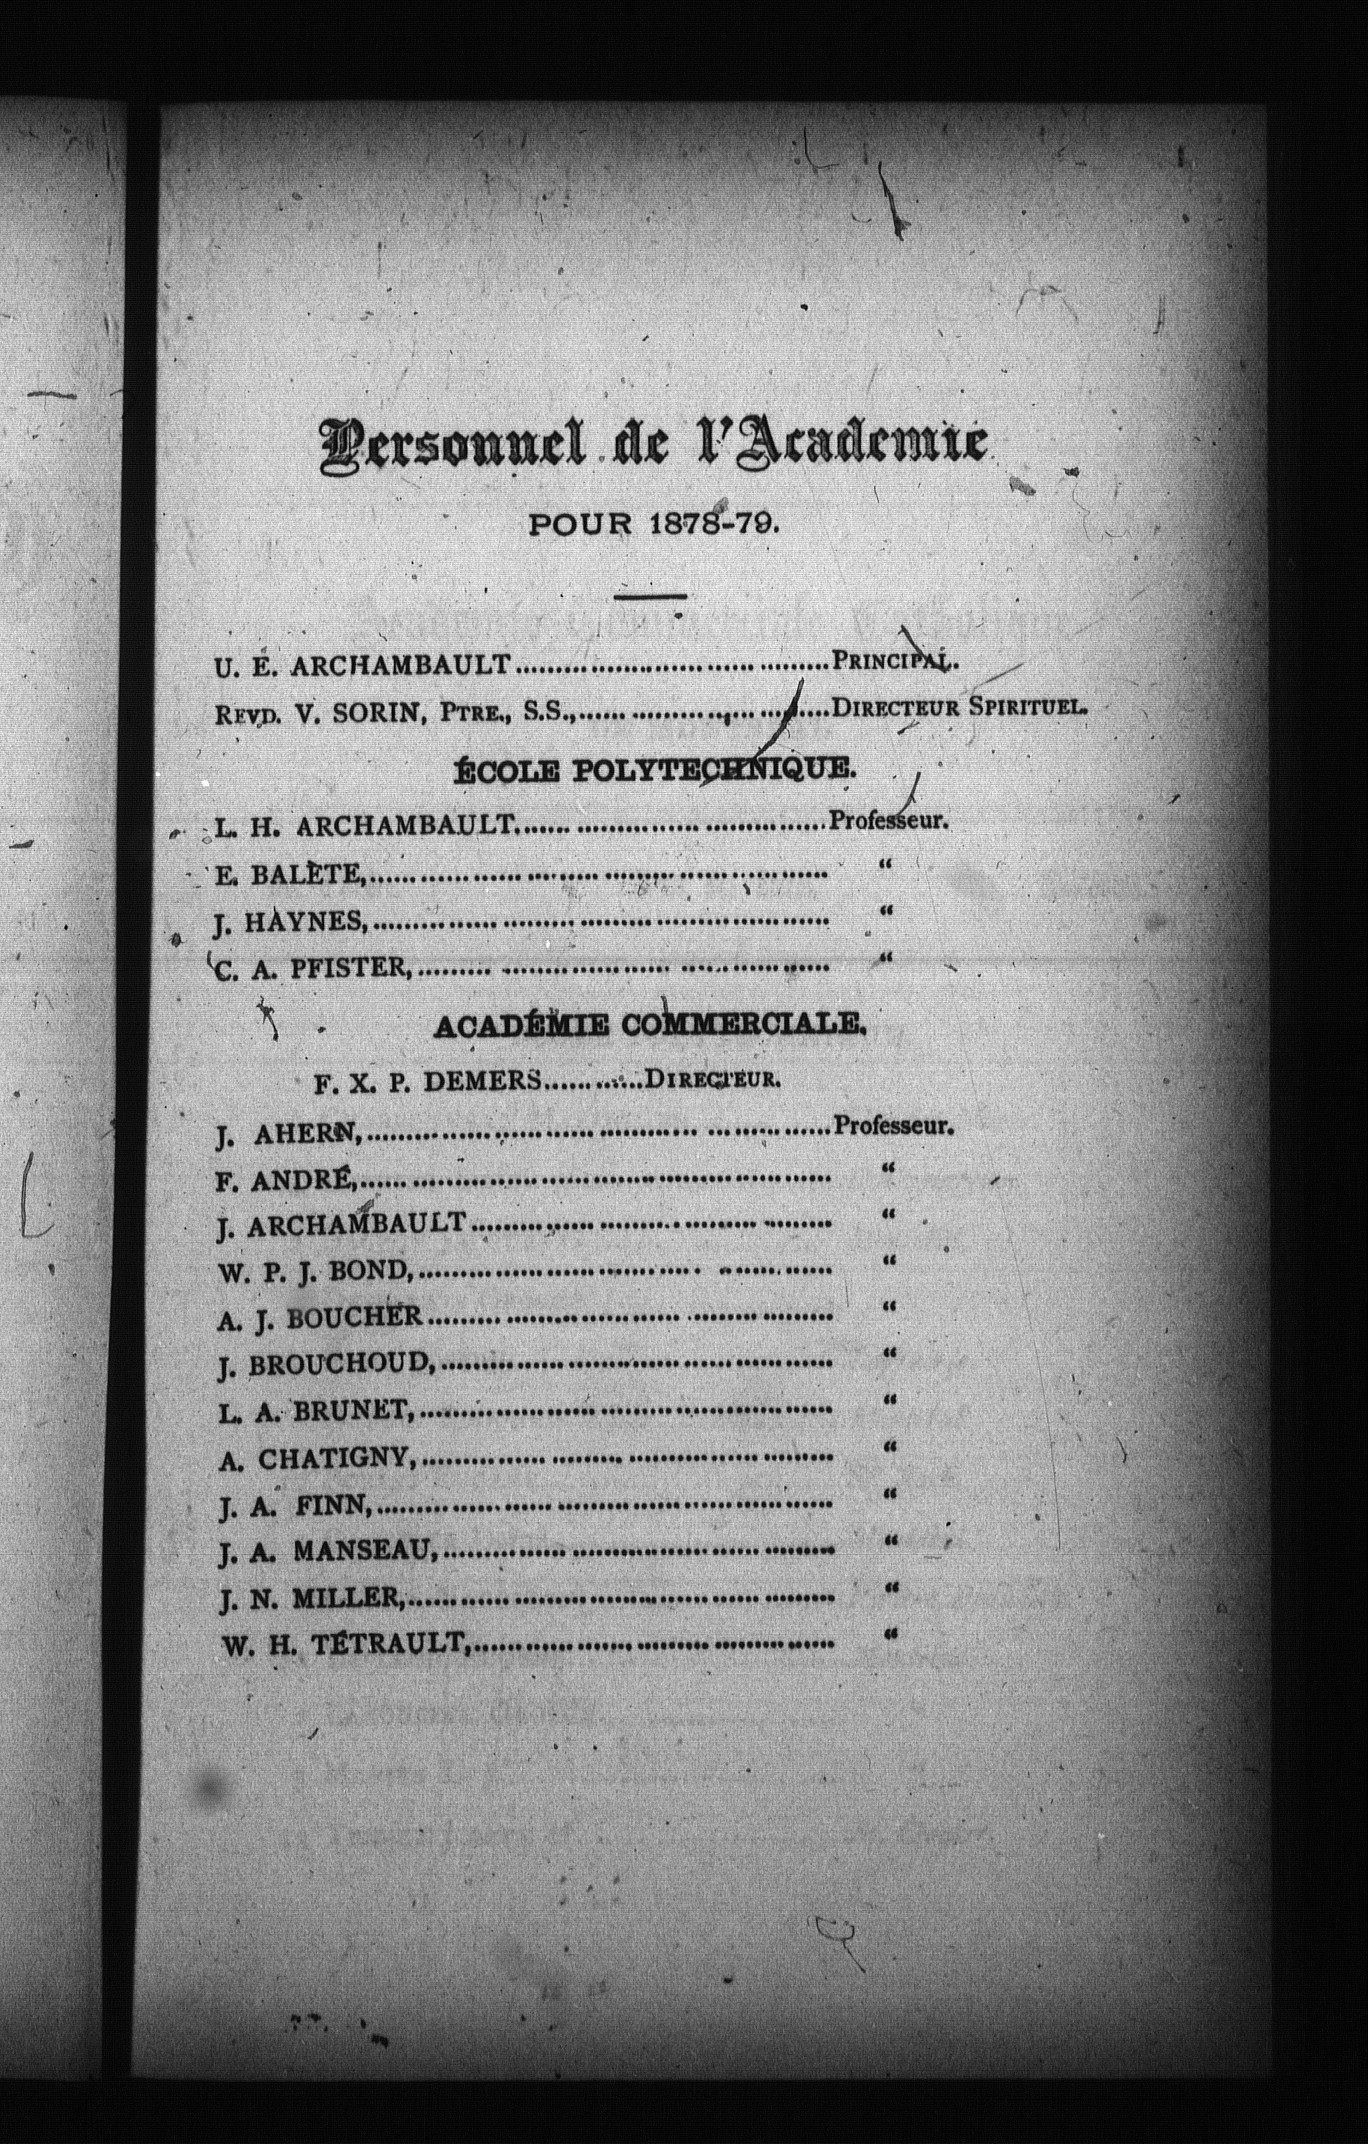 Personnel de l'Academie
POUR 1878-79.
U. E. ARCHAMBAULT..............................PRINCIPAL.
REVD. V. SORIN, PTRE., S.S.,..............................DIRECTEUR SPIRITUEL.
ÉCOLE POLYTECHNIQUE.
L. H. ARCHAMBAULT..............................Professeur.
E. BALÈTE,.............................. “
J. HAYNES,.............................. “
C. A. PFISTER,.............................. “
ACADÉMIE COMMERCIALE.
F. X. P. DEMERS............DIRECTEUR.
J. AHERN,..............................Professeur.
F. ANDRÉ,.............................. “
J. ARCHAMBAULT.............................. “
W. P. J. BOND,.............................. “
A. J. BOUCHER.............................. “
J. BROUCHOUD,.............................. “
L. A. BRUNET,.............................. “
A. CHATIGNY,.............................. “
J. A. FINN,.............................. “
J. A. MANSEAU,.............................. “
J. N. MILLER,.............................. “
W. H. TÉTRAULT,.............................. “